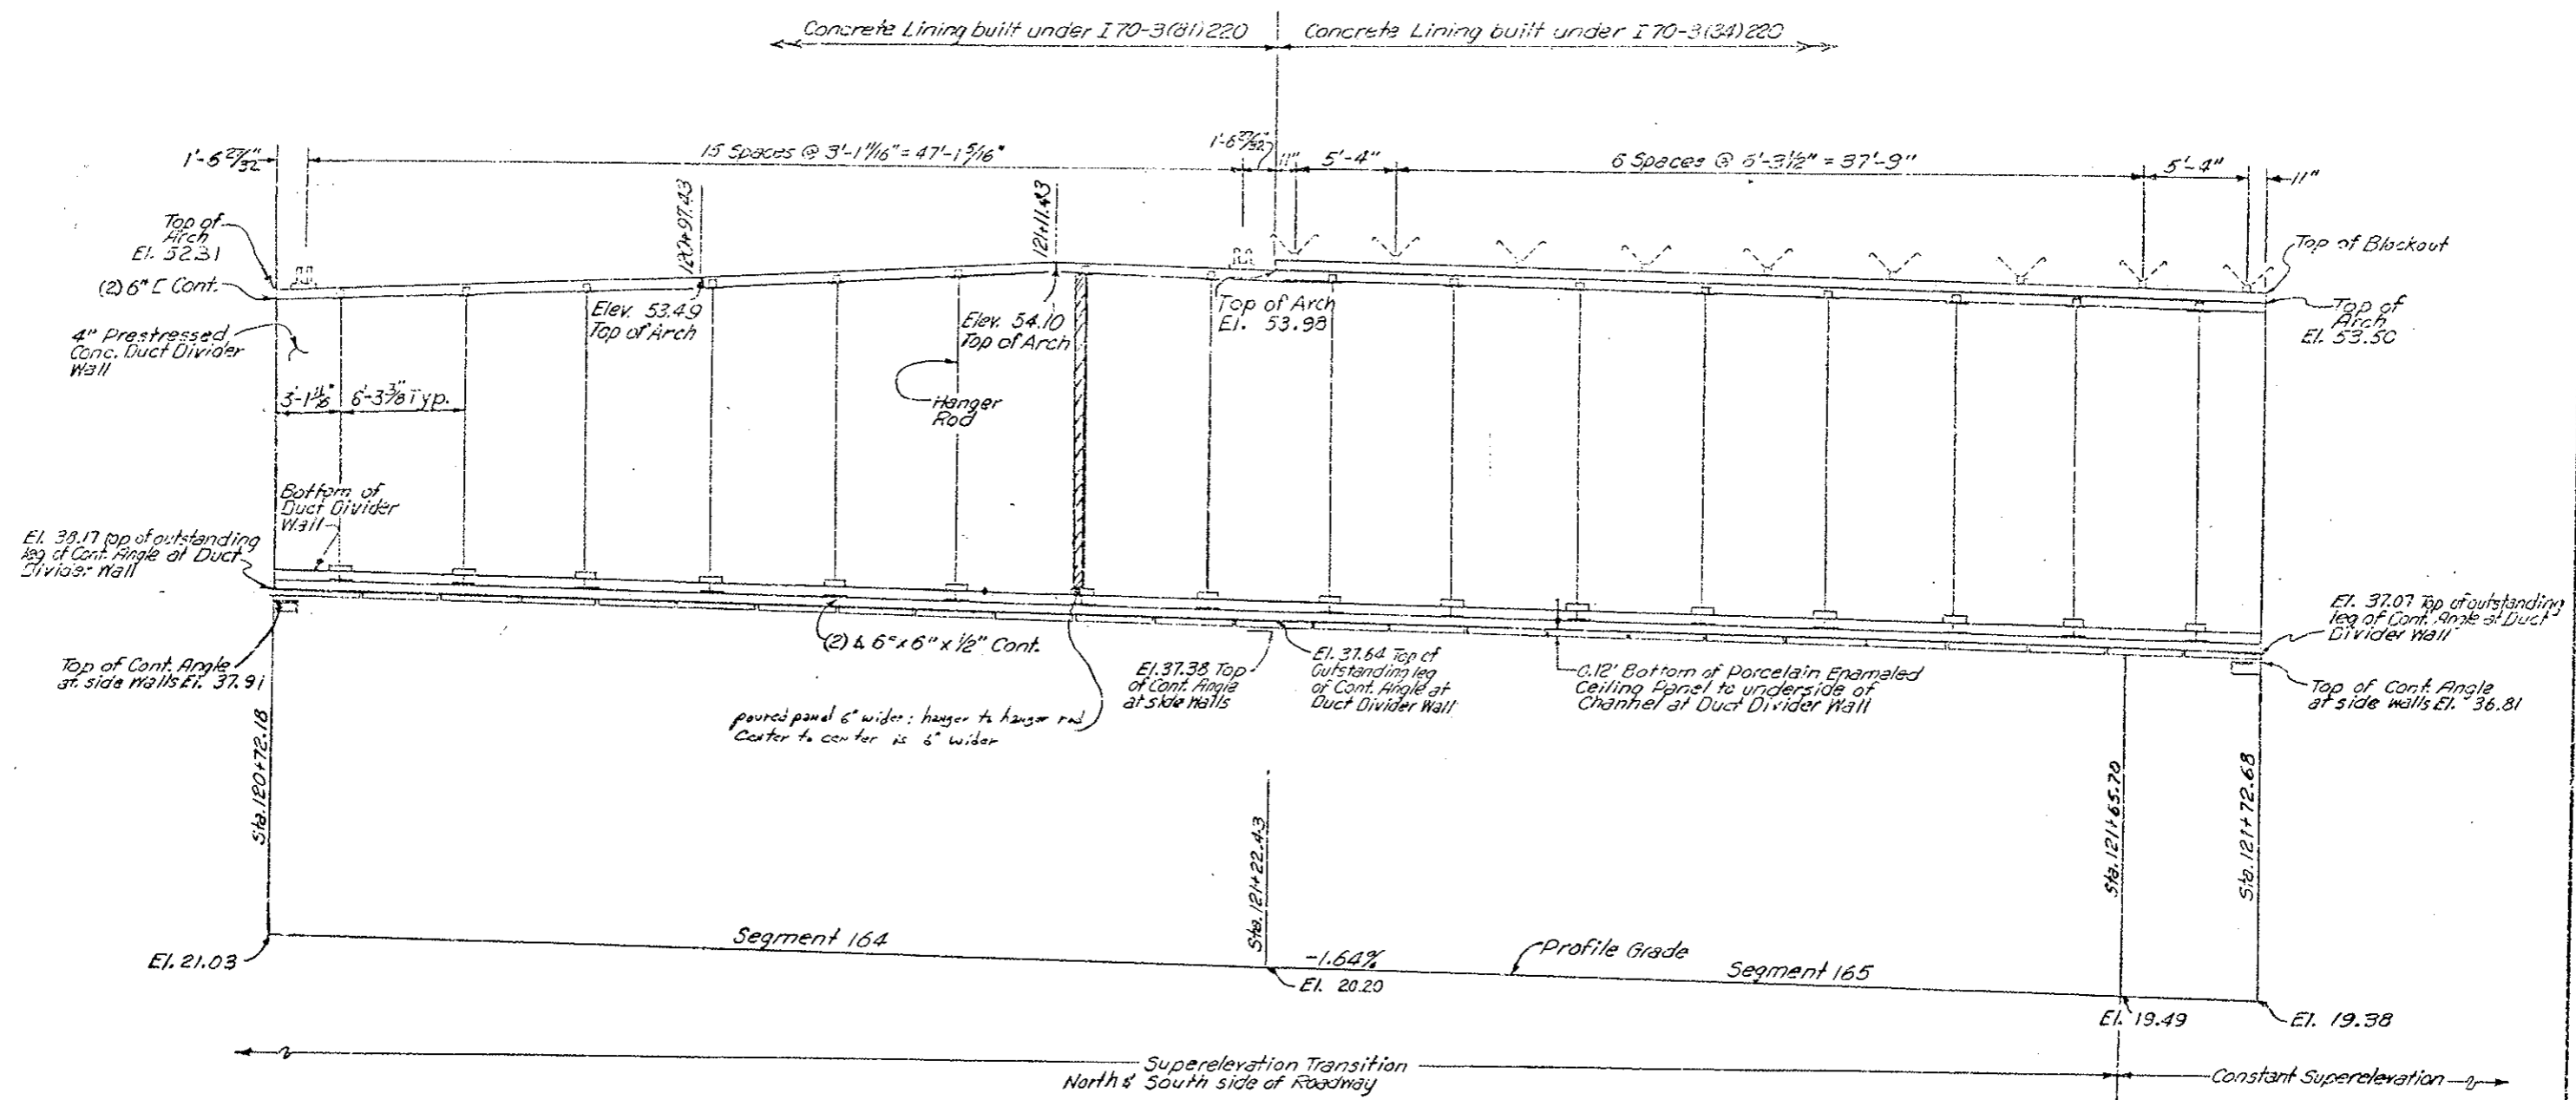 Concrete Lining built under I 70-3(81)220
Concrete Lining built under I 70-3(34)220
1'-6 27/32"
15 Spaces @ 3'-1 11/16" = 47'-1 5/16"
1'-6 27/32"
11"
5'-4"
6 Spaces @ 6'-3 1/2" = 37'-9"
5'-4"
11"
Top of
Arch
El. 52.31
120+97.43
121+11.43
Top of Blockout
(2) 6" [ Cont.
Elev. 53.49
Top of Arch
Elev. 54.10
Top of Arch
Top of Arch
El. 53.98
Top of
Arch
El. 53.50
4" Prestressed
Conc. Duct Divider
Wall
3'-1 11/16"
6'-3 3/8" Typ.
Hanger
Rod
Bottom of
Duct Divider
Wall
El. 38.17 top of outstanding
leg of Cont. Angle at Duct
Divider Wall
El. 37.07 Top of outstanding
leg of Cont. Angle at Duct
Divider Wall
Top of Cont. Angle
at side walls El. 37.91
(2) ∠ 6" x 6" x 1/2" Cont.
El. 37.38 Top
of Cont. Angle
at side Walls
El. 37.64 Top of
Outstanding leg
of Cont. Angle at
Duct Divider Wall
0.12' Bottom of Porcelain Enameled
Ceiling Panel to underside of
Channel at Duct Divider Wall
Top of Cont. Angle
at side walls El. 36.81
poured panel 6" wider; hanger to hanger rod
Center to center is 6" wider
Sta. 120+72.18
Sta. 121+22.43
Sta. 121+65.70
Sta. 121+72.68
Segment 164
-1.64%
Profile Grade
Segment 165
El. 21.03
El. 20.20
El. 19.49
El. 19.38
Superelevation Transition
North & South side of Roadway
Constant Superelevation